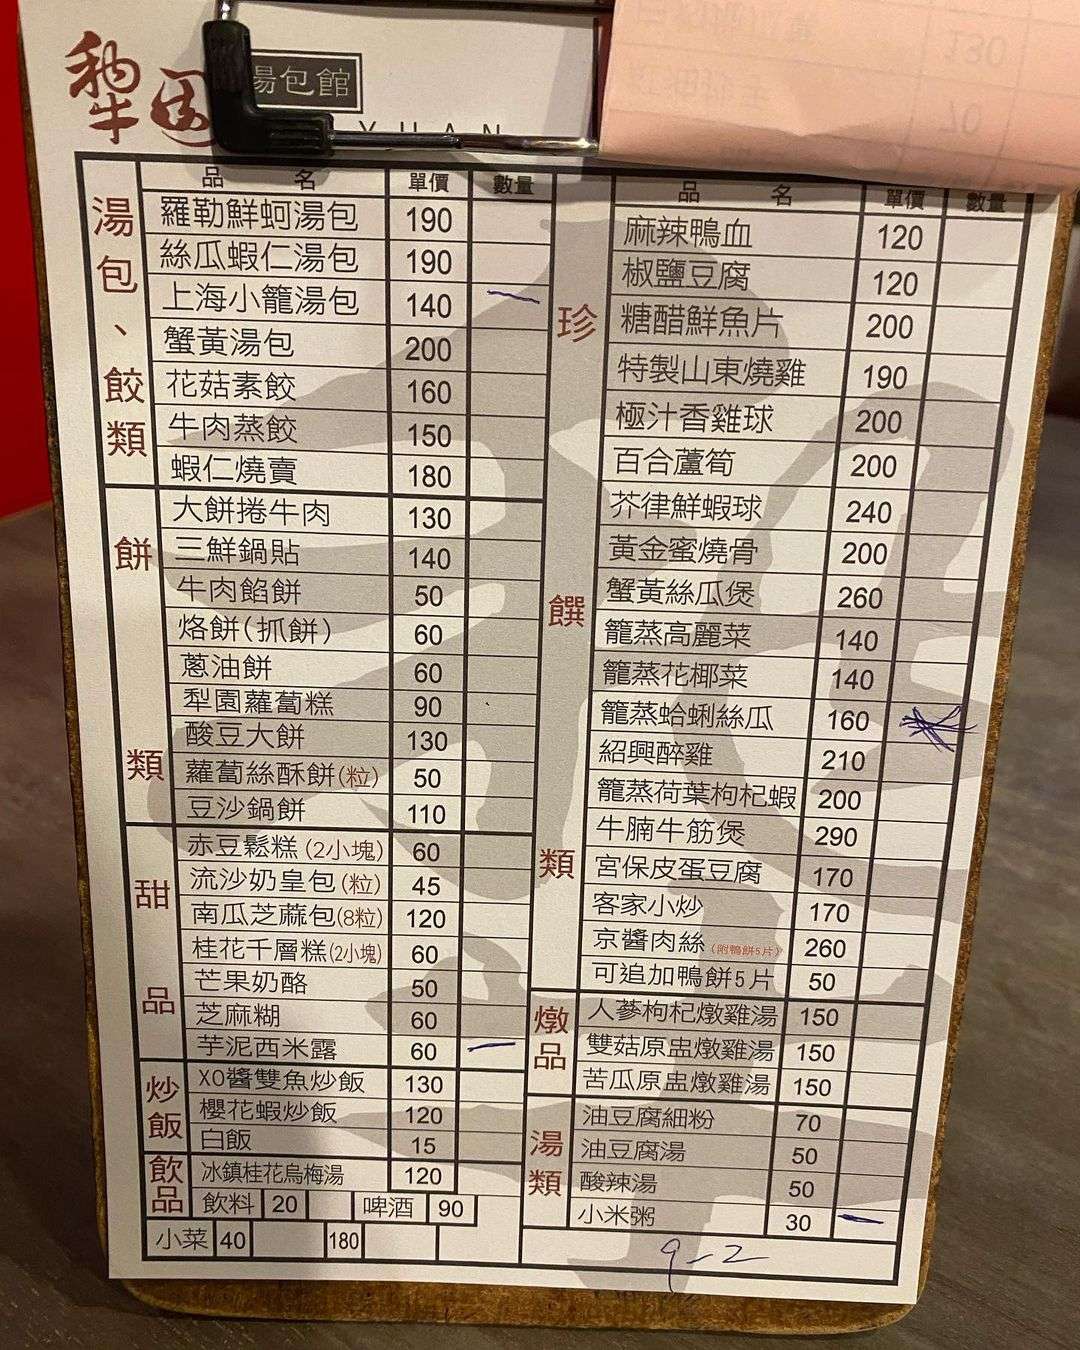 犁园 湯包館
YUAN
品名 單價 數量
湯包、餃類
羅勒鮮蚵湯包 190
絲瓜蝦仁湯包 190
上海小籠湯包 140
蟹黃湯包 200
花菇素餃 160
牛肉蒸餃 150
蝦仁燒賣 180
餅類
大餅捲牛肉 130
三鮮鍋貼 140
牛肉餡餅 50
烙餅(抓餅) 60
蔥油餅 60
犁園蘿蔔糕 90
酸豆大餅 130
蘿蔔絲酥餅(粒) 50
豆沙鍋餅 110
甜品
赤豆鬆糕(2小塊) 60
流沙奶皇包(粒) 45
南瓜芝蔴包(8粒) 120
桂花千層糕(2小塊) 60
芒果奶酪 50
芝麻糊 60
芋泥西米露 60
炒飯
XO醬雙魚炒飯 130
櫻花蝦炒飯 120
白飯 15
飲品
冰鎮桂花烏梅湯 120
飲料 20 啤酒 90
小菜 40 180
品名 單價 數量
珍饌類
麻辣鴨血 120
椒鹽豆腐 120
糖醋鮮魚片 200
特製山東燒雞 190
極汁香雞球 200
百合蘆筍 200
芥律鮮蝦球 240
黃金蜜燒骨 200
蟹黃絲瓜煲 260
籠蒸高麗菜 140
籠蒸花椰菜 140
籠蒸蛤蜊絲瓜 160
紹興醉雞 210
籠蒸荷葉枸杞蝦 200
牛腩牛筋煲 290
宮保皮蛋豆腐 170
客家小炒 170
京醬肉絲(附鴨餅5片) 260
可追加鴨餅5片 50
燉品
人蔘枸杞燉雞湯 150
雙菇原盅燉雞湯 150
苦瓜原盅燉雞湯 150
湯類
油豆腐細粉 70
油豆腐湯 50
酸辣湯 50
小米粥 30
9-2
130
70